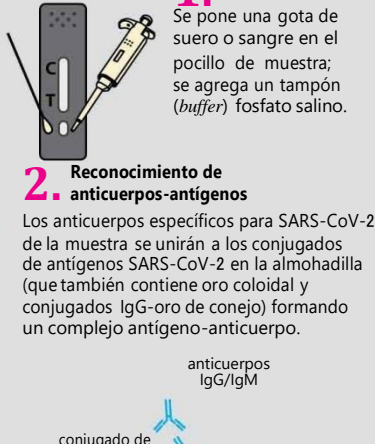 1.
Se pone una gota de
suero o sangre en el
pocillo de muestra;
se agrega un tampón
(buffer) fosfato salino.
C
T
2. Reconocimiento de
anticuerpos-antígenos
Los anticuerpos específicos para SARS-CoV-2
de la muestra se unirán a los conjugados
de antígenos SARS-CoV-2 en la almohadilla
(que también contiene oro coloidal y
conjugados IgG-oro de conejo) formando
un complejo antígeno-anticuerpo.
anticuerpos
IgG/IgM
conjugado de